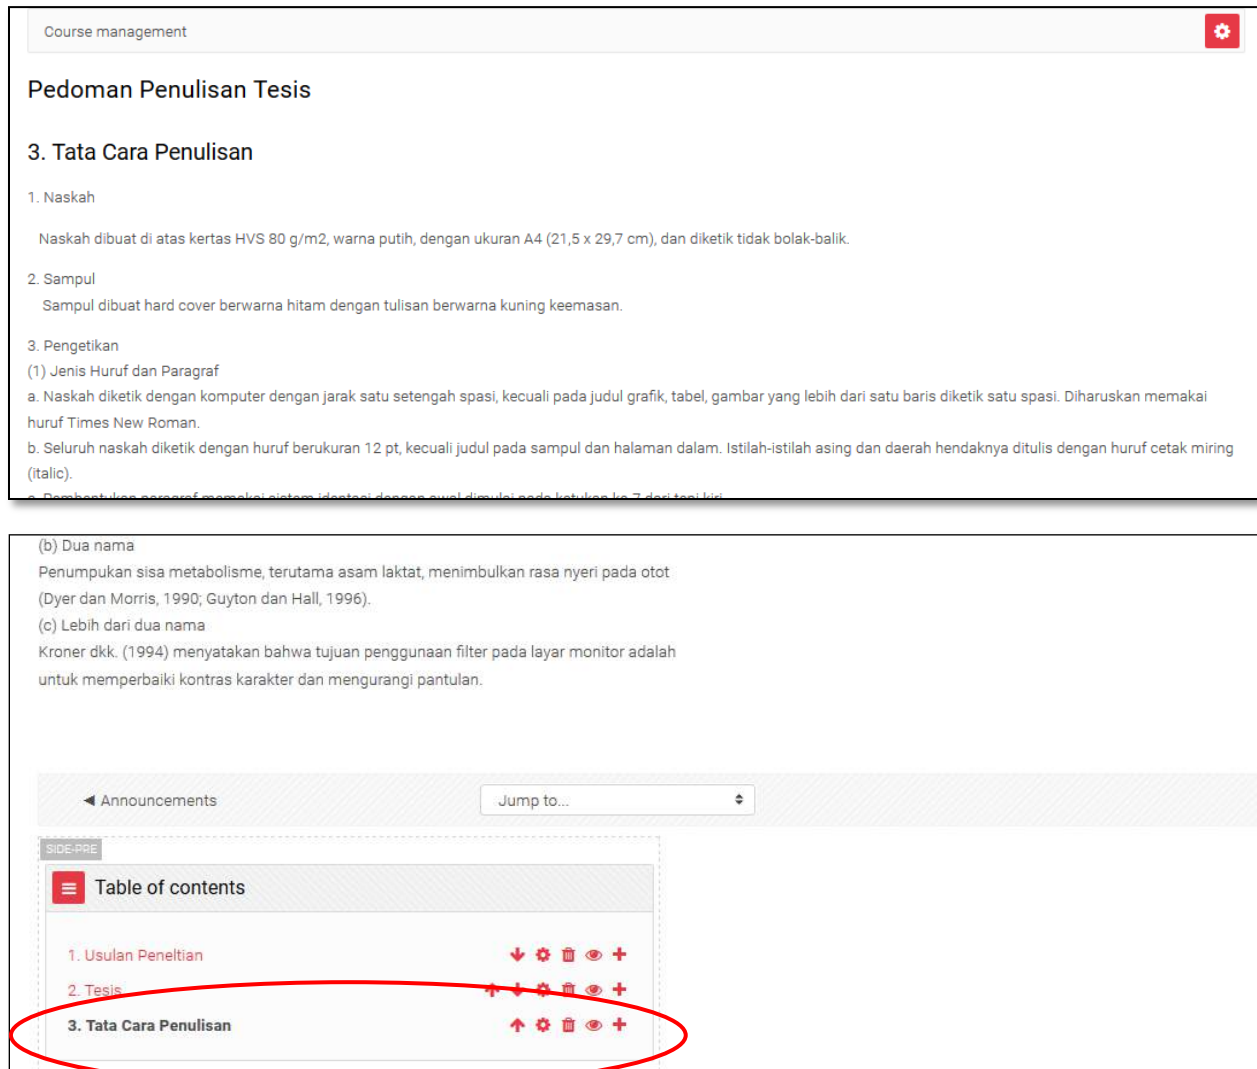 Course management
Pedoman Penulisan Tesis
3. Tata Cara Penulisan
1. Naskah
Naskah dibuat di atas kertas HVS 80 g/m2, warna putih, dengan ukuran A4 (21,5 x 29,7 cm), dan diketik tidak bolak-balik.
2. Sampul
Sampul dibuat hard cover berwarna hitam dengan tulisan berwarna kuning keemasan.
3. Pengetikan
(1) Jenis Huruf dan Paragraf
a. Naskah diketik dengan komputer dengan jarak satu setengah spasi, kecuali pada judul grafik, tabel, gambar yang lebih dari satu baris diketik satu spasi. Diharuskan memakai
huruf Times New Roman.
b. Seluruh naskah diketik dengan huruf berukuran 12 pt, kecuali judul pada sampul dan halaman dalam. Istilah-istilah asing dan daerah hendaknya ditulis dengan huruf cetak miring
(italic).
(b) Dua nama
Penumpukan sisa metabolisme, terutama asam laktat, menimbulkan rasa nyeri pada otot
(Dyer dan Morris, 1990; Guyton dan Hall, 1996).
(c) Lebih dari dua nama
Kroner dkk. (1994) menyatakan bahwa tujuan penggunaan filter pada layar monitor adalah
untuk memperbaiki kontras karakter dan mengurangi pantulan.
◄ Announcements
Jump to...
SIDE-PRE
Table of contents
1. Usulan Peneltian
2. Tesis
3. Tata Cara Penulisan